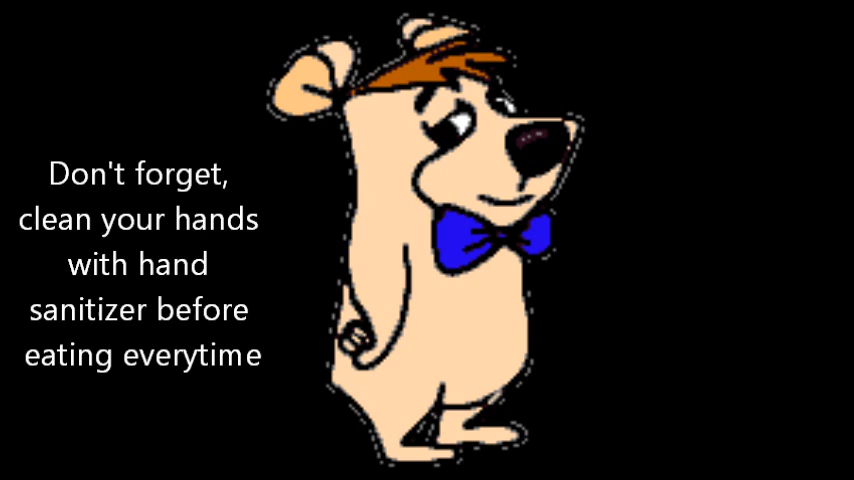 Don't forget,
clean your hands
with hand
sanitizer before
eating everytime